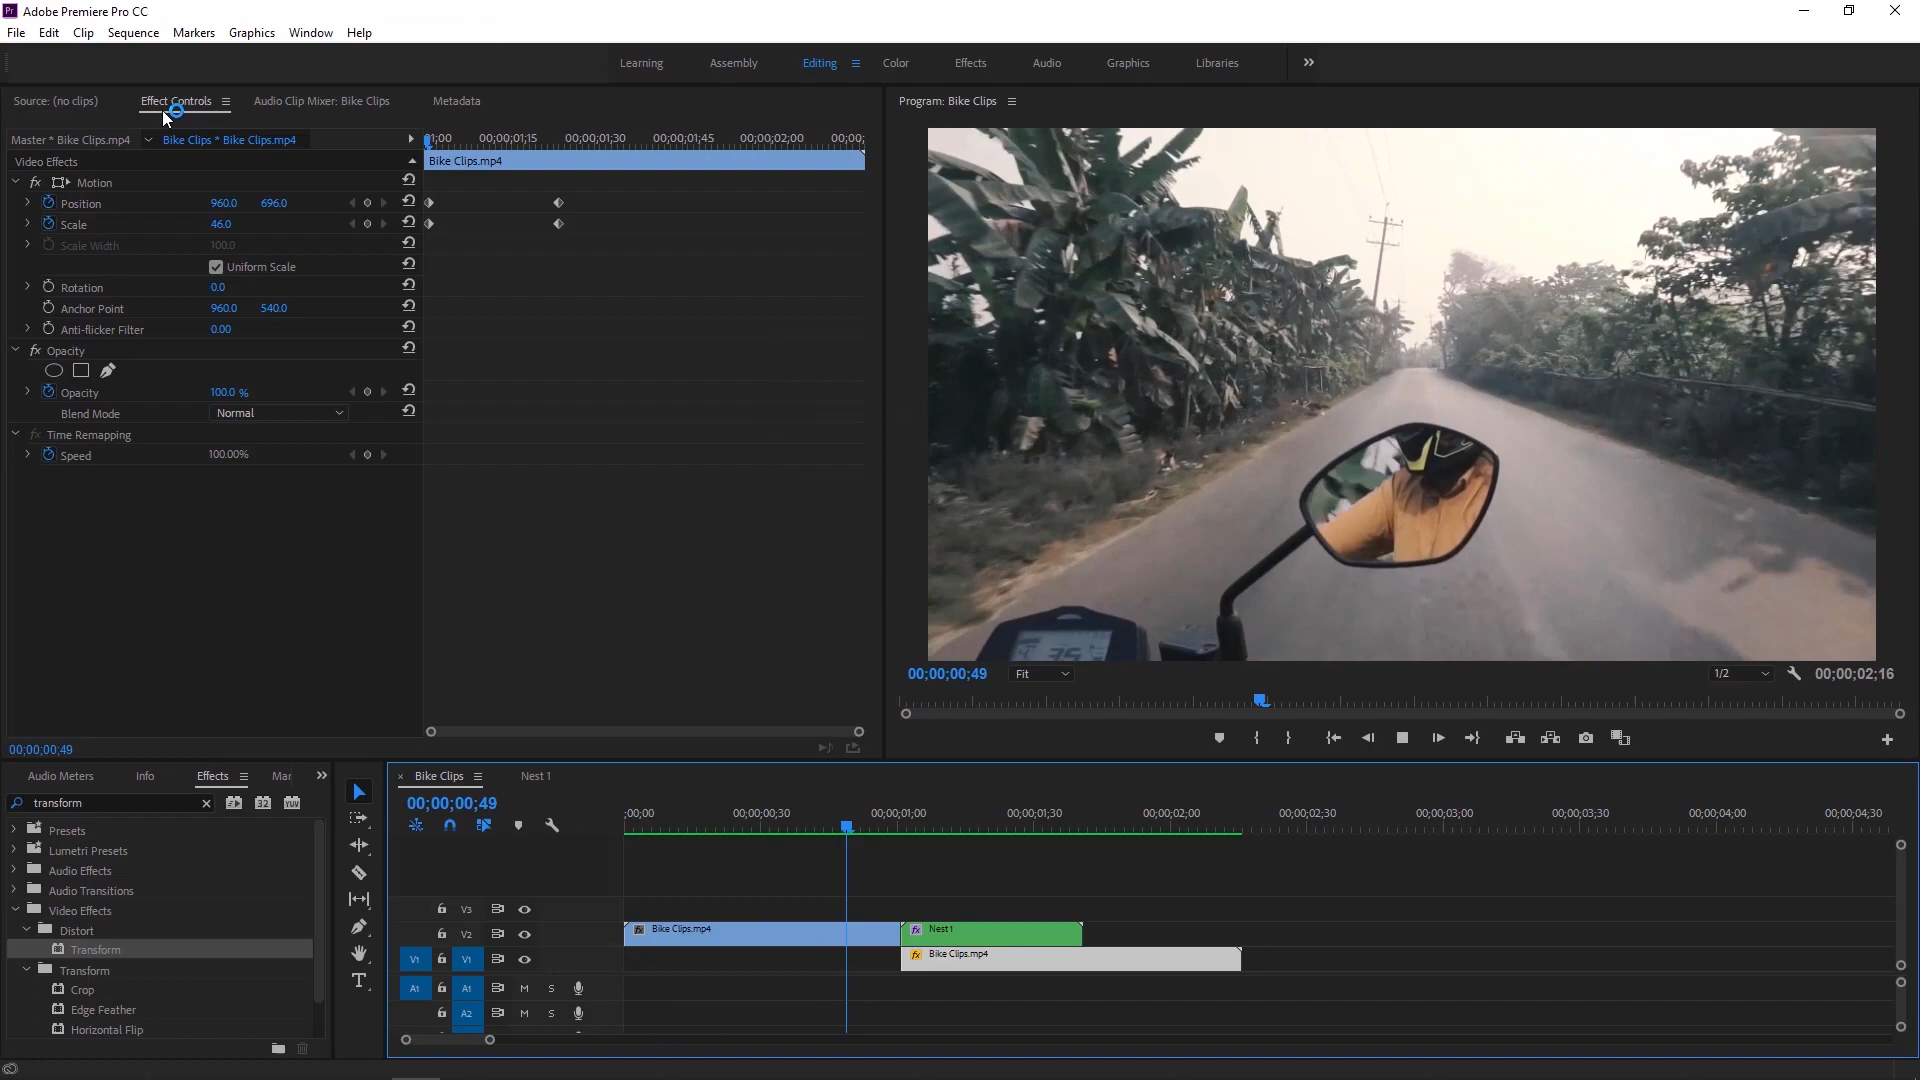 Adobe Premiere Pro CC
File Edit Clip Sequence Markers Graphics Window Help
Learning Assembly Editing Color Effects Audio Graphics Libraries
Source: (no clips) Effect Controls Audio Clip Mixer: Bike Clips Metadata
Program: Bike Clips
Master * Bike Clips.mp4 Bike Clips * Bike Clips.mp4
00;00;01;15 00;00;01;30 00;00;01;45 00;00;02;00
Video Effects
Bike Clips.mp4
fx Motion
Position 960.0 696.0
Scale 46.0
Scale Width 100.0
Uniform Scale
Rotation 0.0
Anchor Point 960.0 540.0
Anti-flicker Filter 0.00
fx Opacity
Opacity 100.0 %
Blend Mode Normal
fx Time Remapping
Speed 100.00%
00;00;00;49 Fit 1/2 00;00;02;16
00;00;00;49
Audio Meters Info Effects Mar
transform
32 YUV
Presets
Lumetri Presets
Audio Effects
Audio Transitions
Video Effects
Distort
Transform
Transform
Crop
Edge Feather
Horizontal Flip
Bike Clips Nest 1
00;00;00;49
;00;00 00;00;00;30 00;00;01;00 00;00;01;30 00;00;02;00 00;00;02;30 00;00;03;00 00;00;03;30 00;00;04;00 00;00;04;30
V3
V2 fx Bike Clips.mp4 fx Nest1
V1 V1 fx Bike Clips.mp4
A1 A1 M S
A2 M S